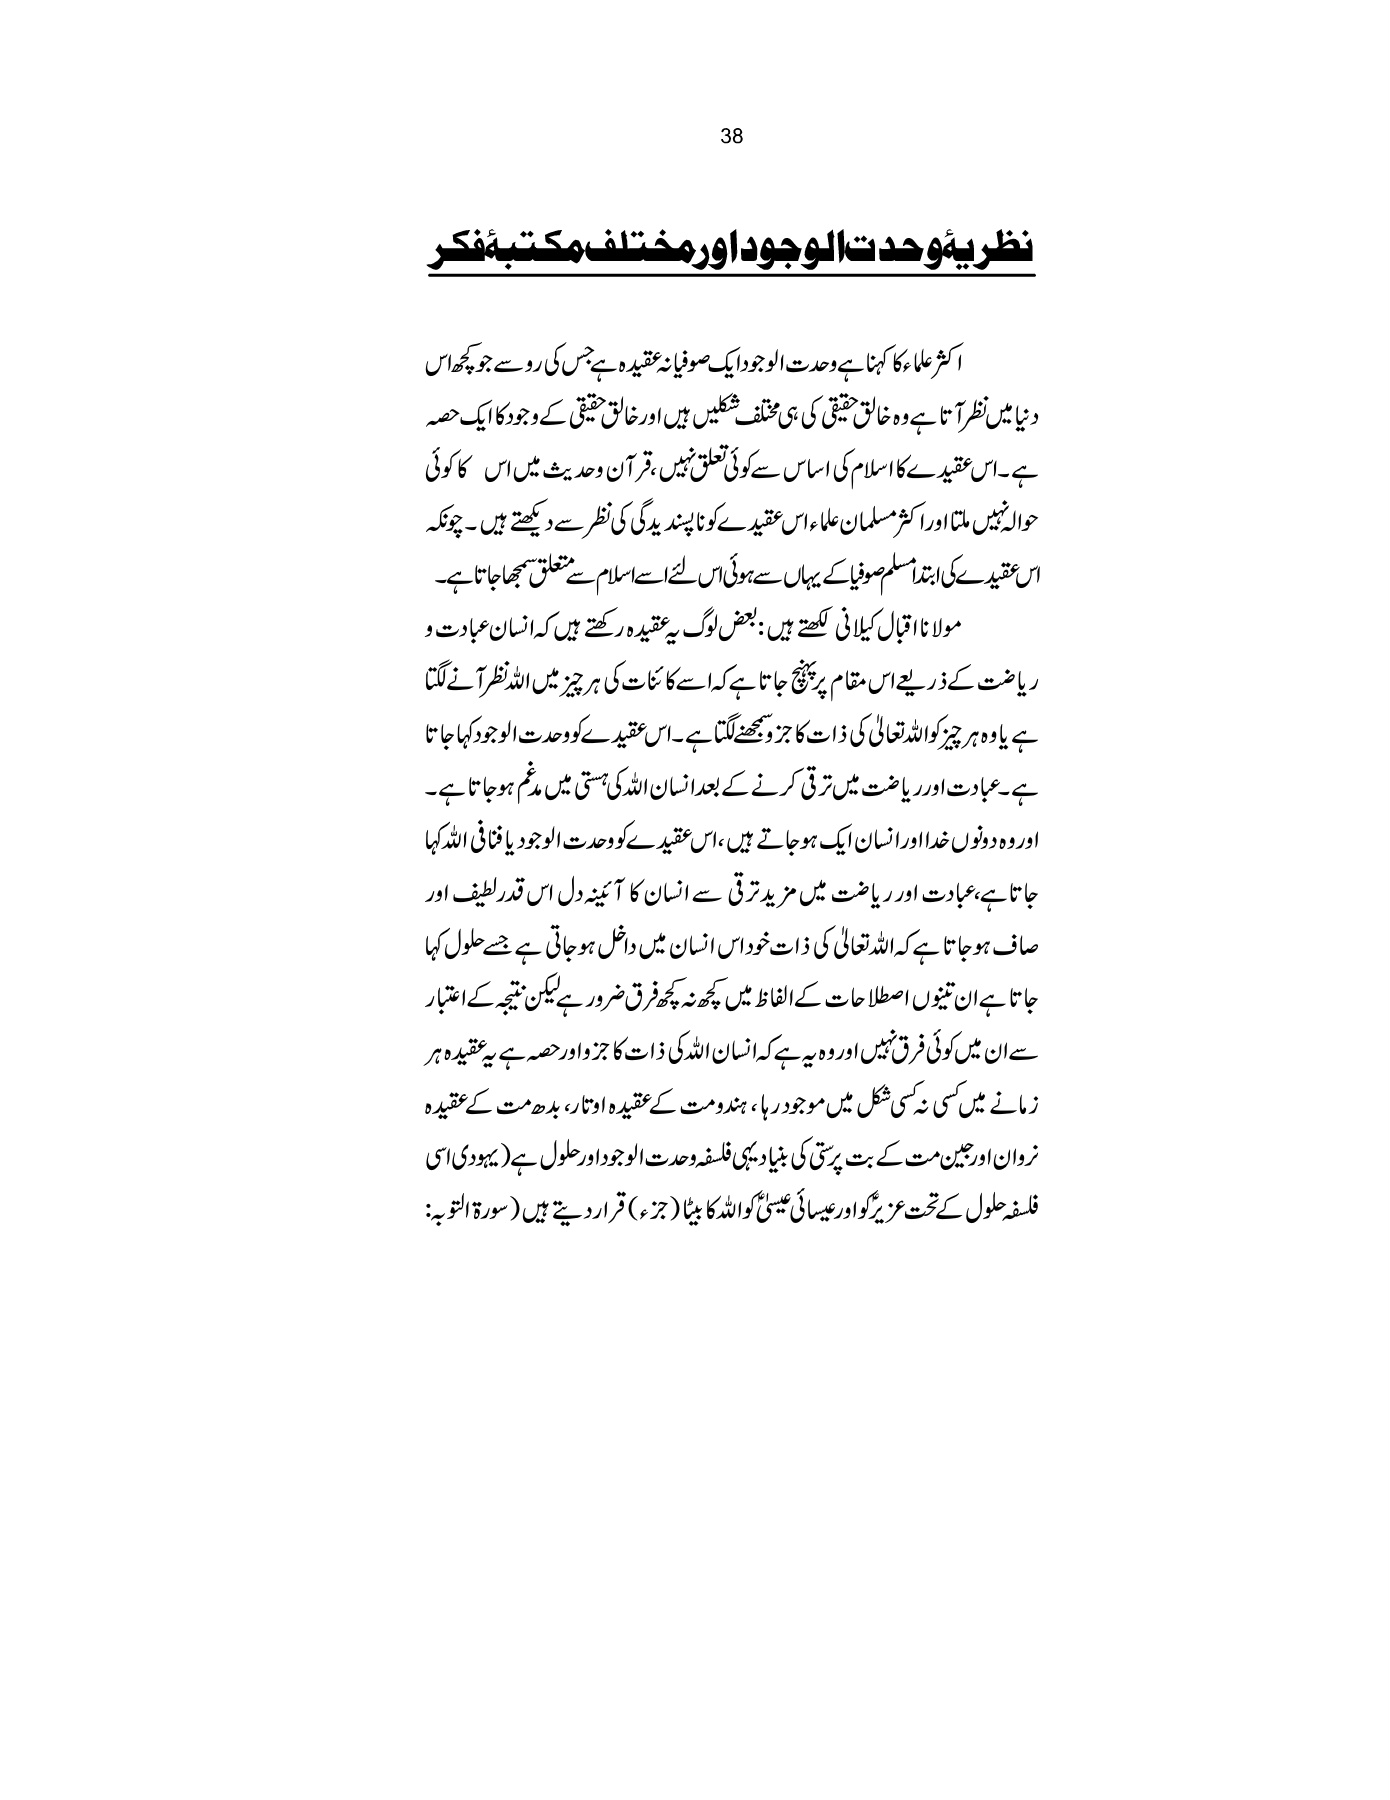 38
نظریۂ وحدت الوجود اور مختلف مکتبۂ فکر
اکثر علماء کا کہنا ہے وحدت الوجود ایک صوفیانہ عقیدہ ہے جس کی رو سے جو کچھ اس
دنیا میں نظر آتا ہے وہ خالق حقیقی کی ہی مختلف شکلیں ہیں اور خالق حقیقی کے وجود کا ایک حصہ
ہے۔ اس عقیدے کا اسلام کی اساس سے کوئی تعلق نہیں، قرآن وحدیث میں اس کا کوئی
حوالہ نہیں ملتا اور اکثر مسلمان علماء اس عقیدے کو ناپسندیدگی کی نظر سے دیکھتے ہیں ۔ چونکہ
اس عقیدے کی ابتدا مسلم صوفیا کے یہاں سے ہوئی اس لئے اسے اسلام سے متعلق سمجھا جاتا ہے۔
مولانا اقبال کیلانی لکھتے ہیں: بعض لوگ یہ عقیدہ رکھتے ہیں کہ انسان عبادت و
ریاضت کے ذریعے اس مقام پر پہنچ جاتا ہے کہ اسے کائنات کی ہر چیز میں اللہ نظر آنے لگتا
ہے یا وہ ہر چیز کو اللہ تعالیٰ کی ذات کا جزو سمجھنے لگتا ہے۔ اس عقیدے کو وحدت الوجود کہا جاتا
ہے۔ عبادت اور ریاضت میں ترقی کرنے کے بعد انسان اللہ کی ہستی میں مدغم ہو جاتا ہے۔
اور وہ دونوں خدا اور انسان ایک ہو جاتے ہیں، اس عقیدے کو وحدت الوجود یا فنا فی اللہ کہا
جاتا ہے، عبادت اور ریاضت میں مزید ترقی سے انسان کا آئینہ دل اس قدر لطیف اور
صاف ہو جاتا ہے کہ اللہ تعالیٰ کی ذات خود اس انسان میں داخل ہو جاتی ہے جسے حلول کہا
جاتا ہے ان تینوں اصطلاحات کے الفاظ میں کچھ نہ کچھ فرق ضرور ہے لیکن نتیجہ کے اعتبار
سے ان میں کوئی فرق نہیں اور وہ یہ ہے کہ انسان اللہ کی ذات کا جزو اور حصہ ہے یہ عقیدہ ہر
زمانے میں کسی نہ کسی شکل میں موجود رہا، ہندومت کے عقیدہ اوتار، بدھ مت کے عقیدہ
نروان اور جین مت کے بت پرستی کی بنیاد یہی فلسفہ وحدت الوجود اور حلول ہے (یہودی اسی
فلسفہ حلول کے تحت عزیرؑ کو اور عیسائی عیسیٰؑ کو اللہ کا بیٹا (جزء) قرار دیتے ہیں (سورۃ التوبہ: